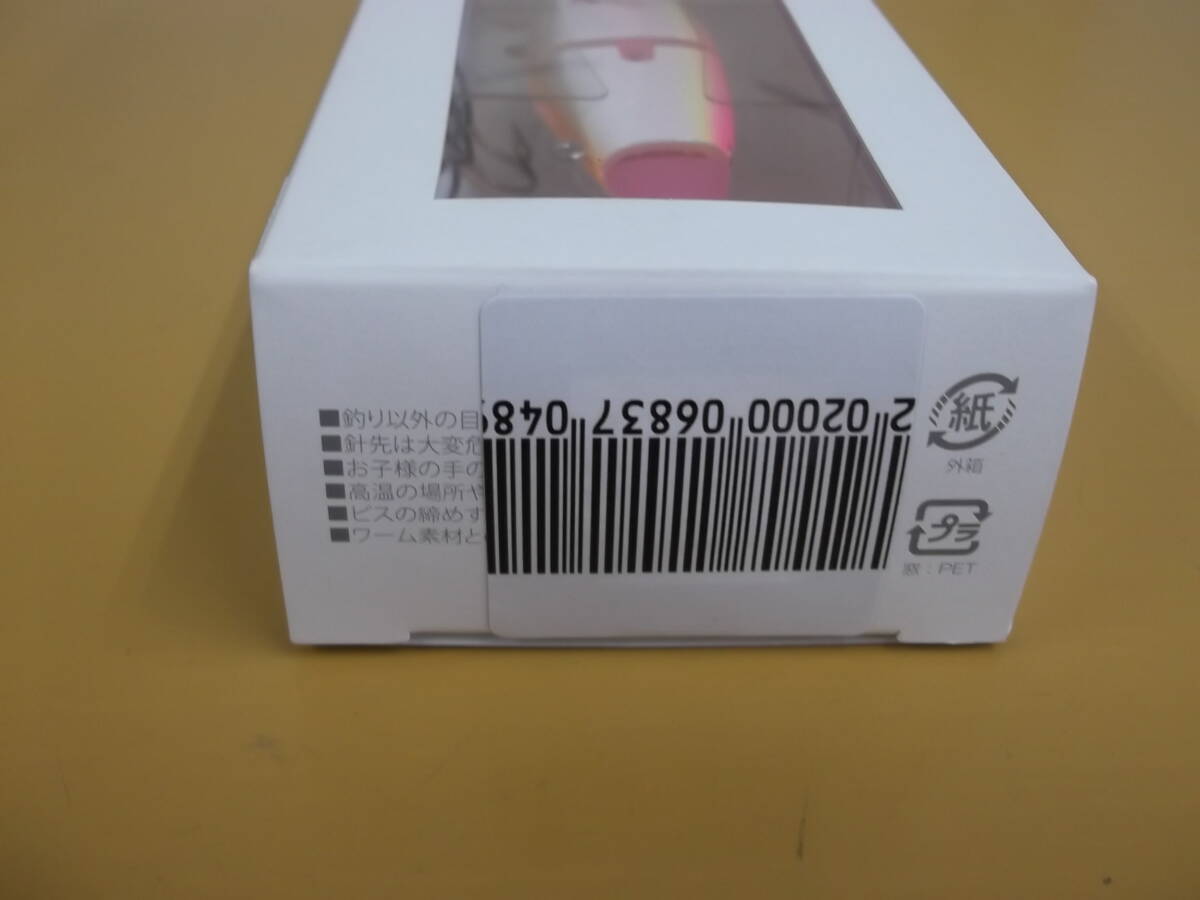 ■釣り以外の目
■針先は大変危
■お子様の手の
■高温の場所や
■ビスの締めす
■ワーム素材と
2 02000 06837 048
紙
外箱
プラ
窓：PET